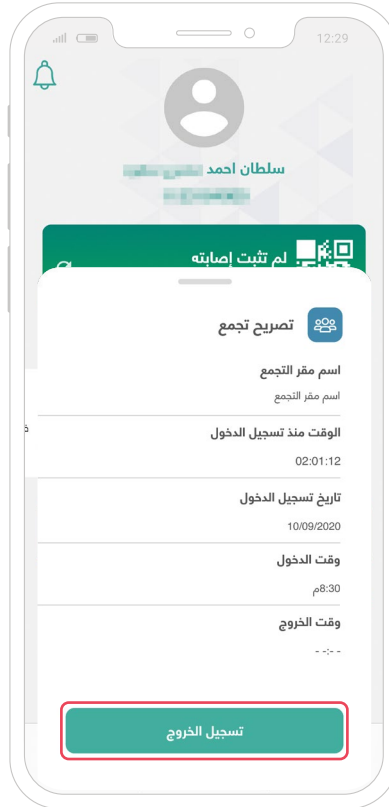 12:29
سلطان احمد
لم تثبت إصابته
تصريح تجمع
اسم مقر التجمع
اسم مقر التجمع
الوقت منذ تسجيل الدخول
02:01:12
تاريخ تسجيل الدخول
10/09/2020
وقت الدخول
8:30م
وقت الخروج
- -:- -
تسجيل الخروج